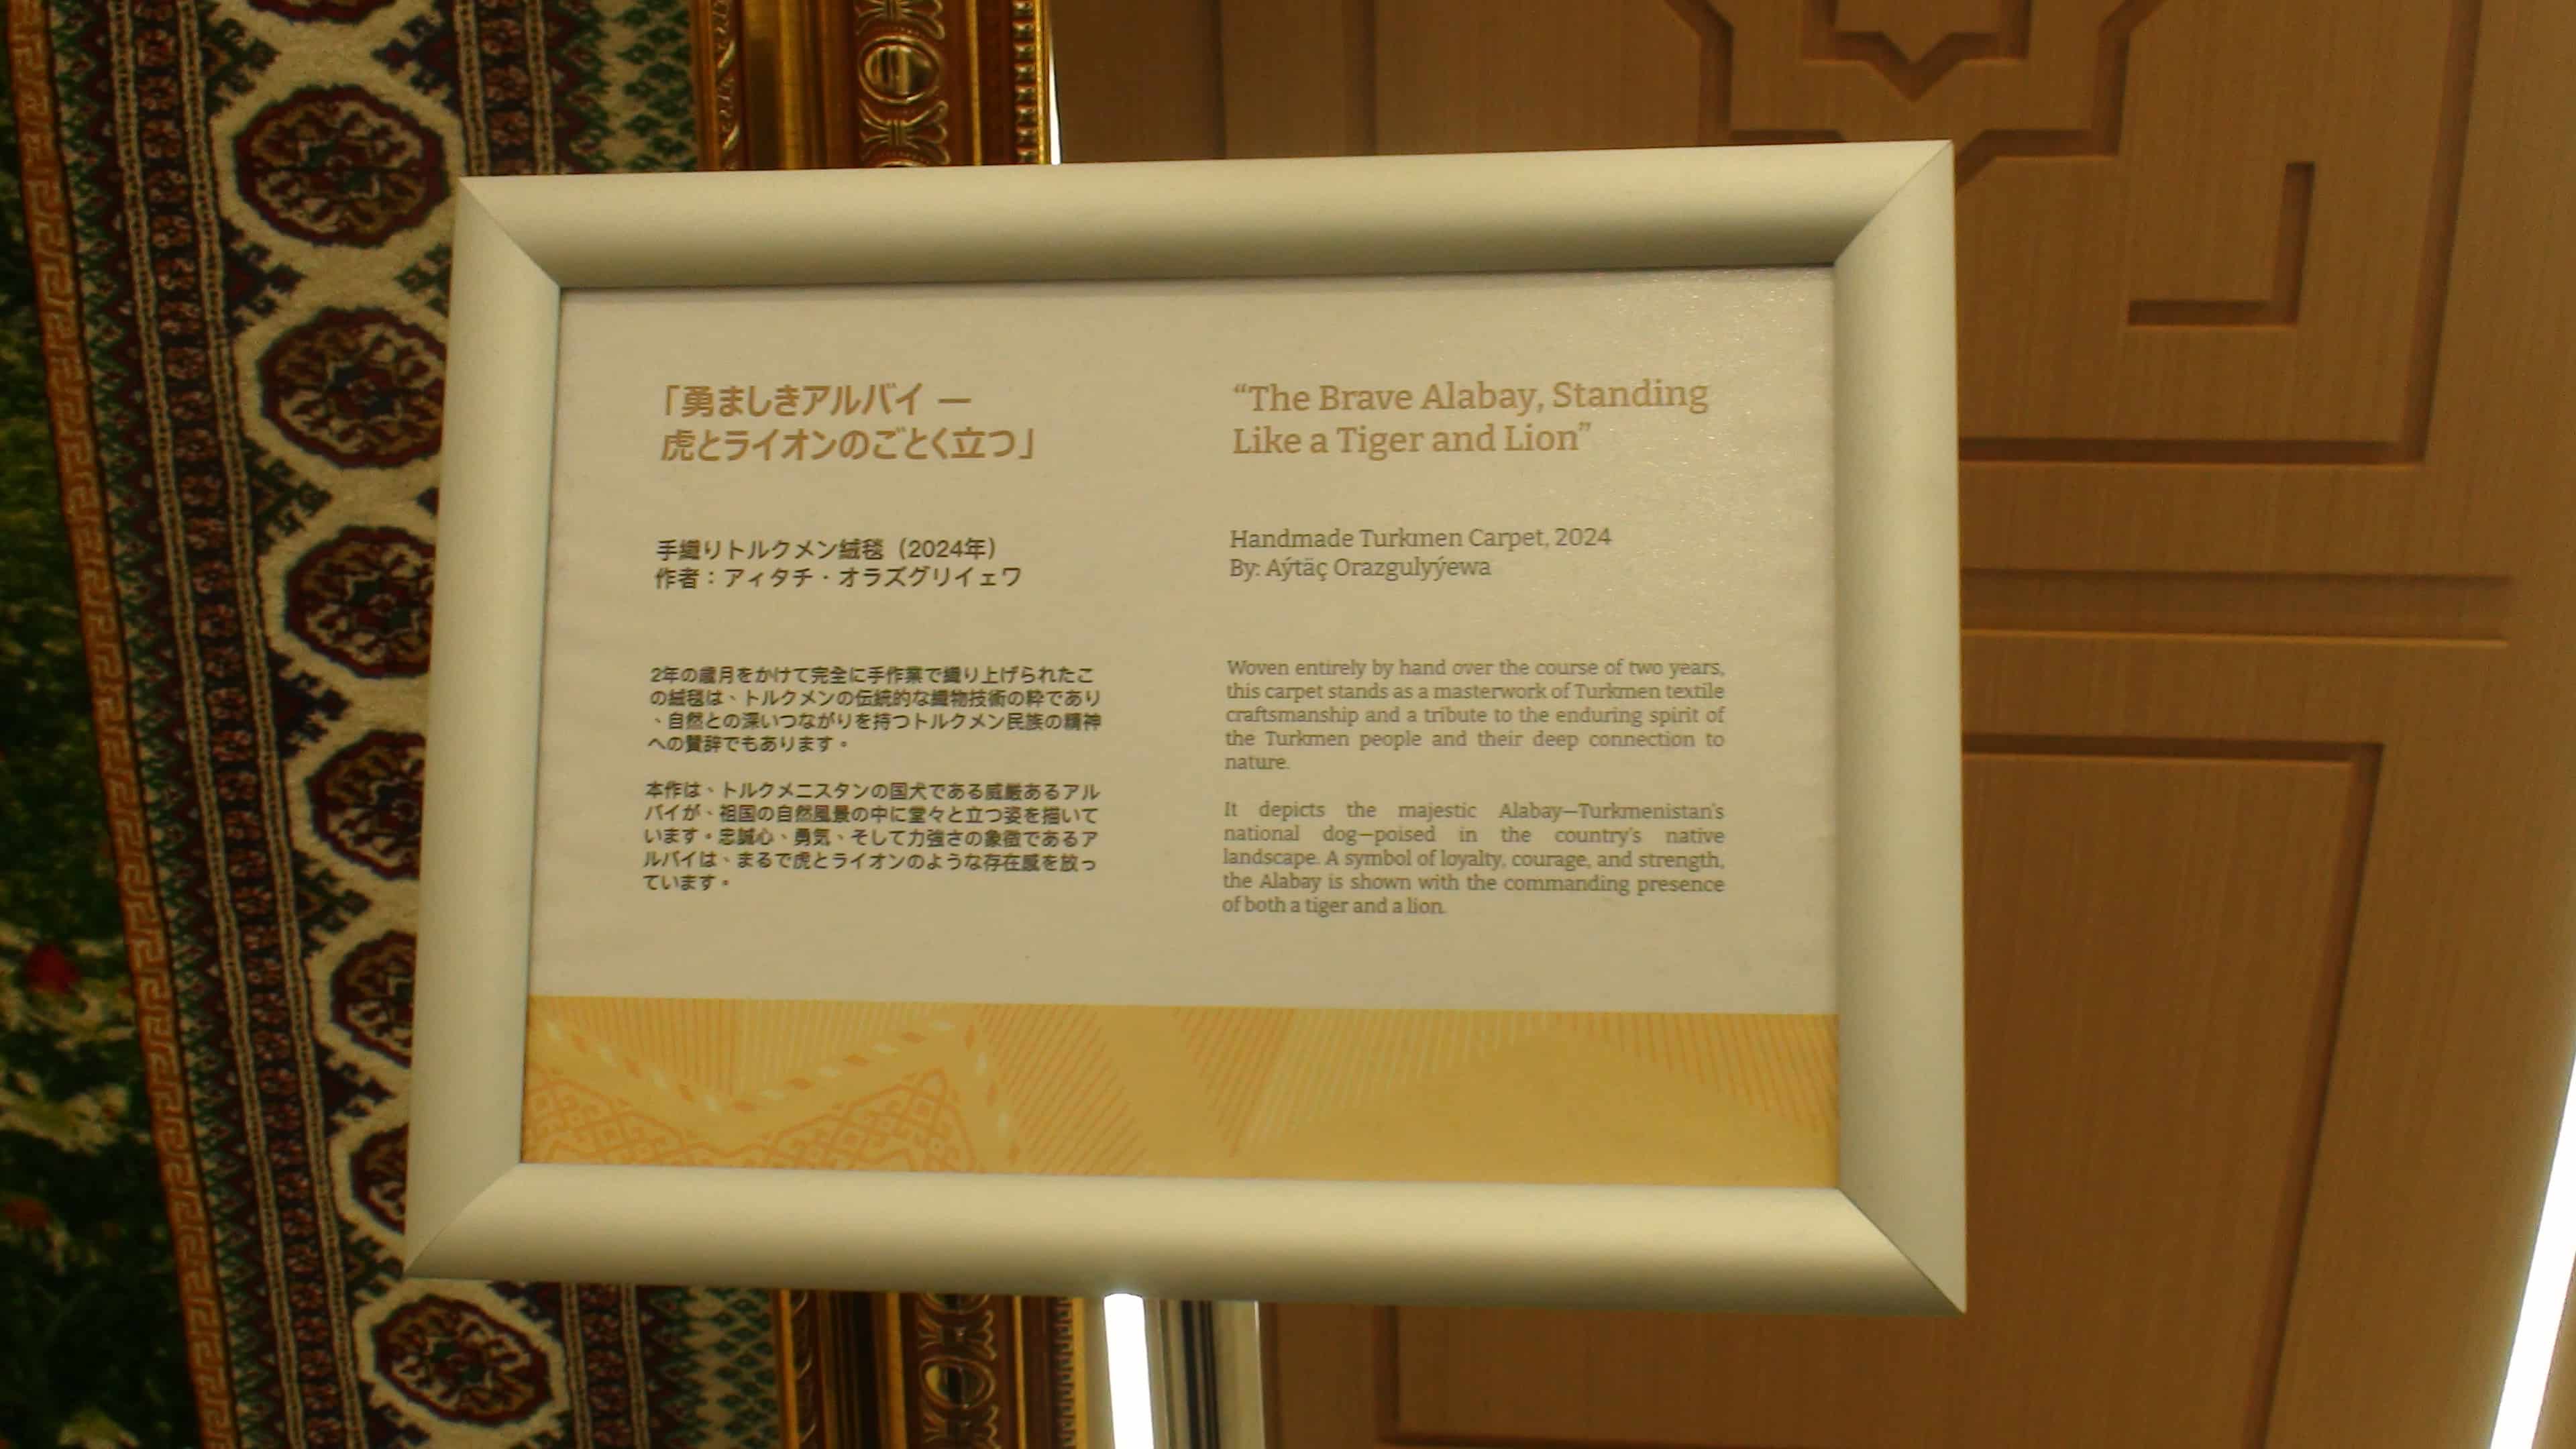 「勇ましきアルバイ ー
虎とライオンのごとく立つ」
手織りトルクメン絨毯（2024年）
作者：アィタチ・オラズグリイェワ
2年の歳月をかけて完全に手作業で織り上げられたこ
の絨毯は、トルクメンの伝統的な織物技術の粋であり
、自然との深いつながりを持つトルクメン民族の精神
への賛辞でもあります。
本作は、トルクメニスタンの国犬である威厳あるアル
バイが、祖国の自然風景の中に堂々と立つ姿を描いて
います。忠誠心、勇気、そして力強さの象徴であるア
ルバイは、まるで虎とライオンのような存在感を放っ
ています。
“The Brave Alabay, Standing
Like a Tiger and Lion”
Handmade Turkmen Carpet, 2024
By: Aýtäç Orazgulyýewa
Woven entirely by hand over the course of two years,
this carpet stands as a masterwork of Turkmen textile
craftsmanship and a tribute to the enduring spirit of
the Turkmen people and their deep connection to
nature.
It depicts the majestic Alabay—Turkmenistan's
national dog—poised in the country's native
landscape. A symbol of loyalty, courage, and strength,
the Alabay is shown with the commanding presence
of both a tiger and a lion.